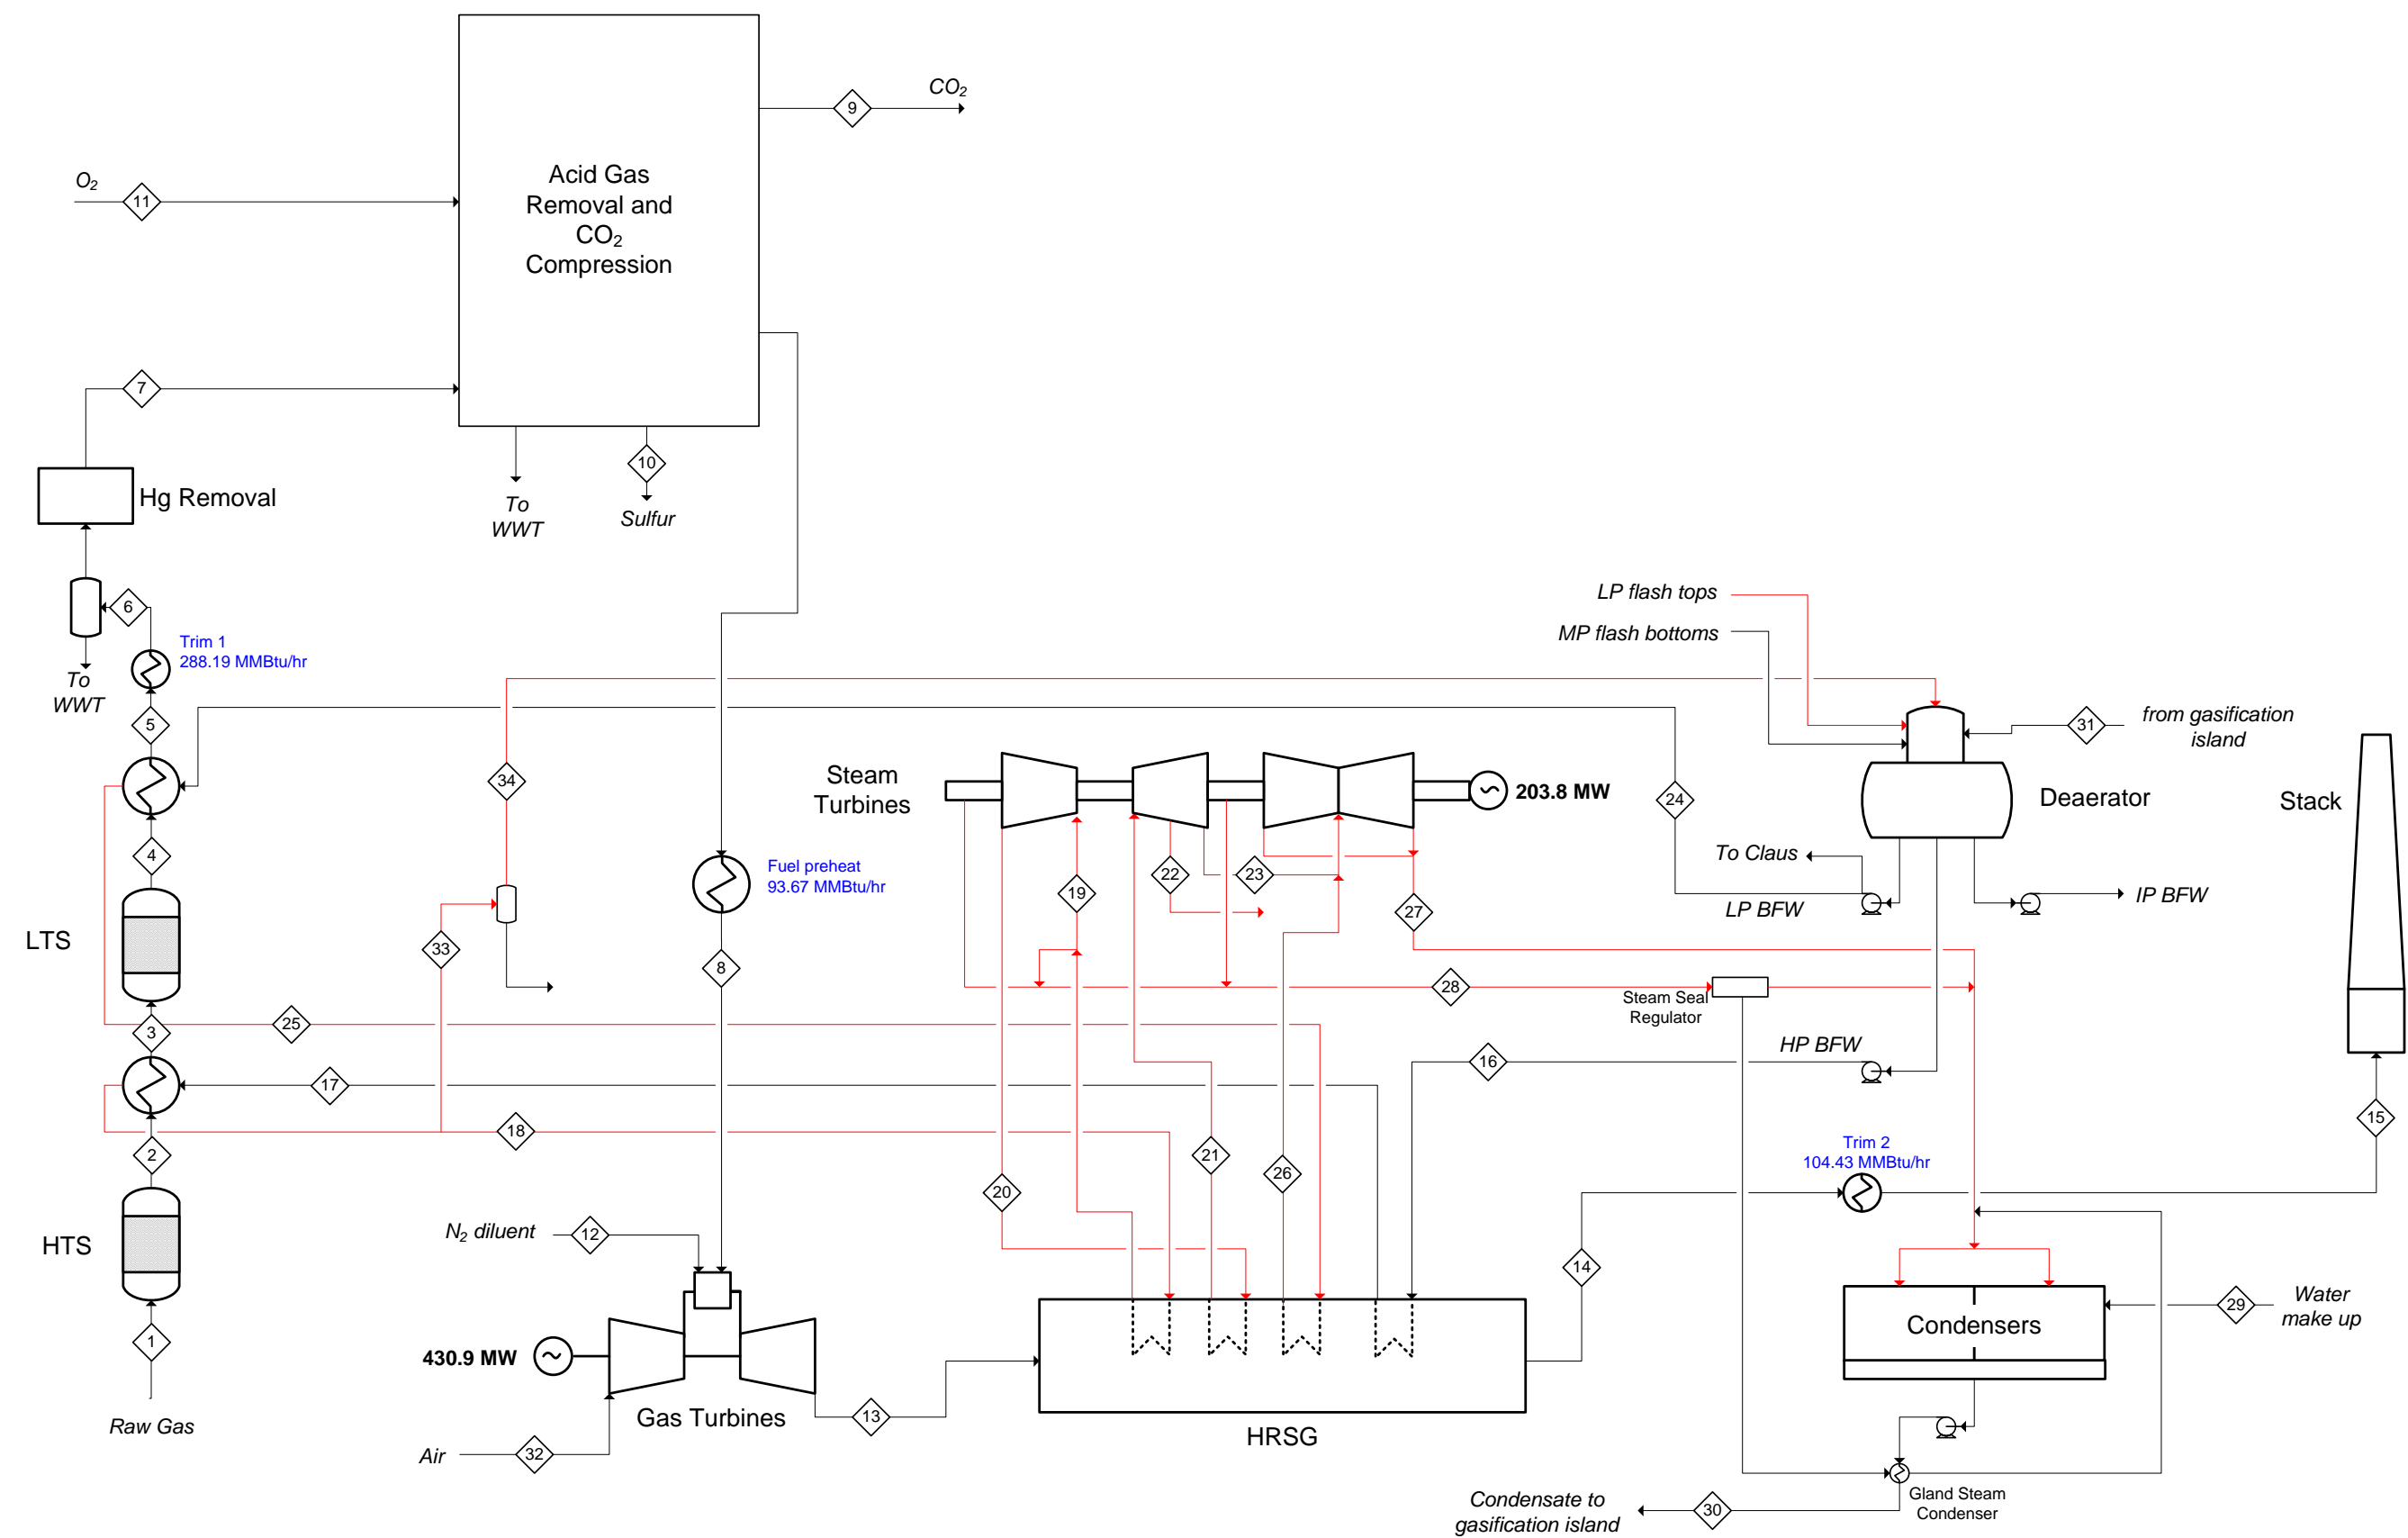 CO₂
9
Acid Gas
Removal and
CO₂
Compression
O₂
11
7
10
Hg Removal
To
WWT
Sulfur
6
Trim 1
288.19 MMBtu/hr
To
WWT
5
LP flash tops
MP flash bottoms
31
from gasification
island
34
Steam
Turbines
203.8 MW
24
Deaerator
Stack
4
Fuel preheat
93.67 MMBtu/hr
22
23
To Claus
19
LP BFW
IP BFW
27
LTS
33
8
28
Steam Seal
Regulator
3
25
HP BFW
16
17
18
2
21
26
20
15
Trim 2
104.43 MMBtu/hr
N₂ diluent
12
HTS
14
29
Water
make up
1
Condensers
430.9 MW
Raw Gas
Gas Turbines
13
HRSG
Air
32
Condensate to
gasification island
30
Gland Steam
Condenser